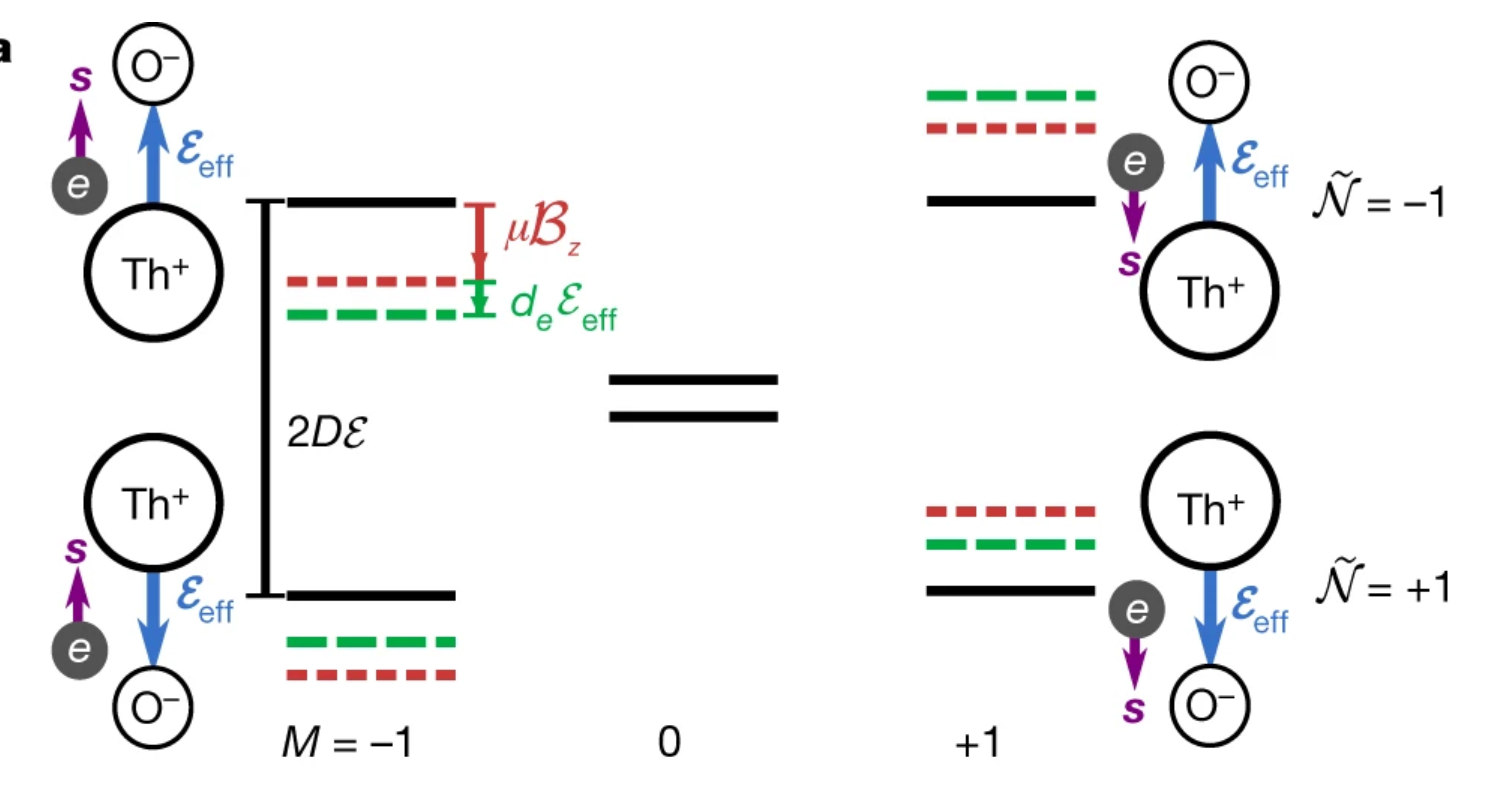 a
O⁻
s
ℰeff
e
Th⁺
μℬz
deℰeff
2Dℰ
Th⁺
s
ℰeff
e
O⁻
M = –1
0
+1
O⁻
e
ℰeff
s
Th⁺
𝒩̃ = –1
Th⁺
e
ℰeff
s
O⁻
𝒩̃ = +1